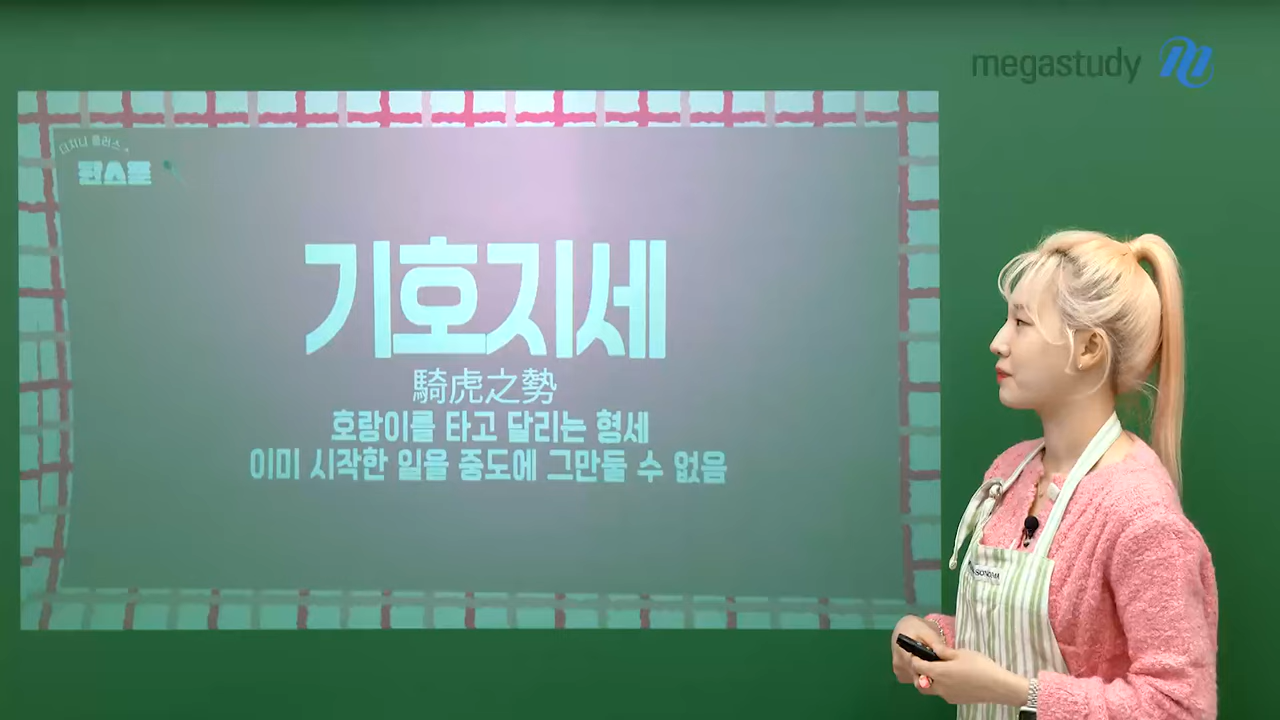 megastudy
기호지세
騎虎之勢
호랑이를 타고 달리는 형세
이미 시작한 일을 중도에 그만둘 수 없음